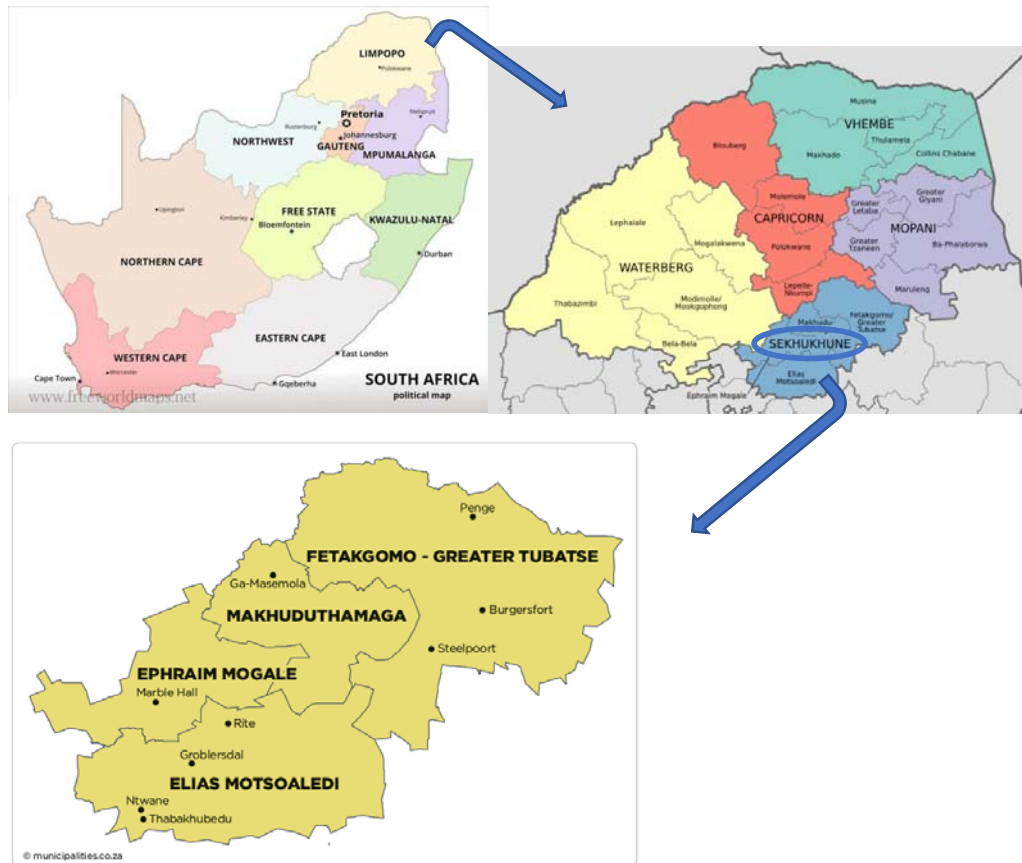 LIMPOPO
Polokwane
Pretoria
Nelspruit
Rustenburg
Johannesburg
NORTHWEST
GAUTENG
MPUMALANGA
Upington
Kimberley
FREE STATE
Bloemfontein
KWAZULU-NATAL
Durban
NORTHERN CAPE
EASTERN CAPE
WESTERN CAPE
East London
Worcester
Cape Town
Gqeberha
SOUTH AFRICA
political map
www.freeworldmaps.net
Musina
VHEMBE
Blouberg
Thulamela
Makhado
Collins Chabane
Molemole
Greater
Giyani
Greater
Letaba
Lephalale
CAPRICORN
MOPANI
Mogalakwena
Polokwane
Greater
Tzaneen
Ba-Phalaborwa
WATERBERG
Lepelle-
Nkumpi
Maruleng
Thabazimbi
Modimolle/
Mookgophong
Fetakgomo/
Greater
Tubatse
Makhudu-
SEKHUKHUNE
Bela-Bela
Elias
Motsoaledi
Ephraim Mogale
Penge
FETAKGOMO - GREATER TUBATSE
Ga-Masemola
MAKHUDUTHAMAGA
Burgersfort
Steelpoort
EPHRAIM MOGALE
Marble Hall
Rite
Groblersdal
ELIAS MOTSOALEDI
Ntwane
Thabakhubedu
© municipalities.co.za